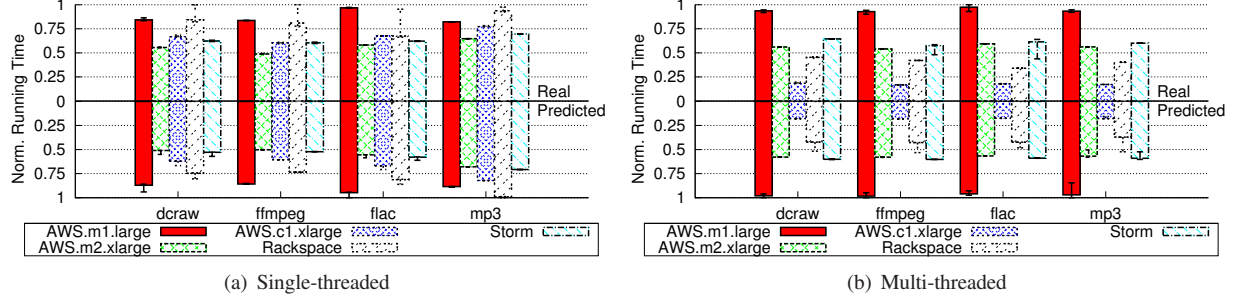 Norm. Running Time
1
0.75
0.5
0.25
0
0.25
0.5
0.75
1
Real
Predicted
dcraw
ffmpeg
flac
mp3
AWS.m1.large
AWS.c1.xlarge
Storm
AWS.m2.xlarge
Rackspace
(a) Single-threaded
Norm. Running Time
1
0.75
0.5
0.25
0
0.25
0.5
0.75
1
Real
Predicted
dcraw
ffmpeg
flac
mp3
AWS.m1.large
AWS.c1.xlarge
Storm
AWS.m2.xlarge
Rackspace
(b) Multi-threaded